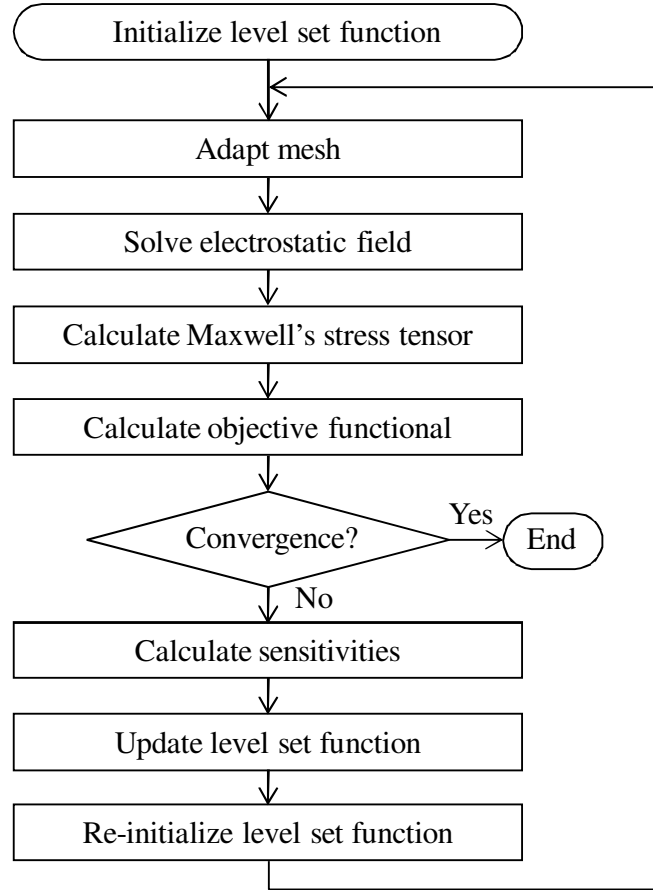 Initialize level set function
Adapt mesh
Solve electrostatic field
Calculate Maxwell’s stress tensor
Calculate objective functional
Convergence?
Yes
End
No
Calculate sensitivities
Update level set function
Re-initialize level set function